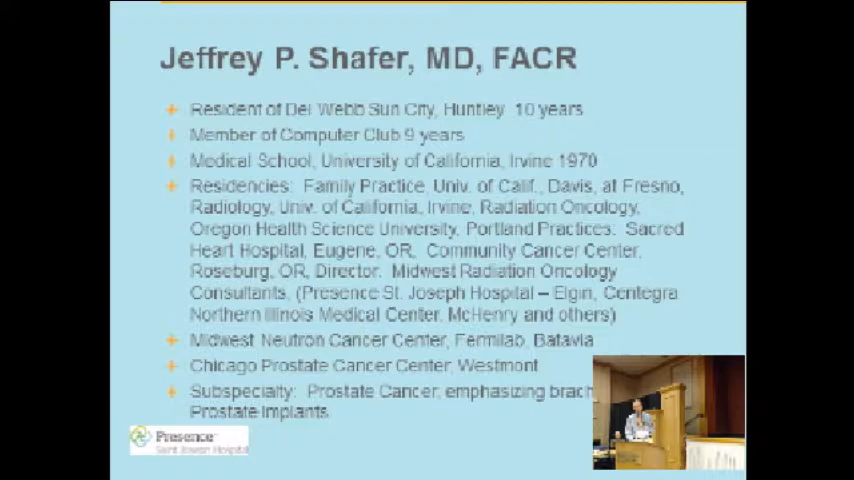 Jeffrey P. Shafer, MD, FACR
Resident of Del Webb Sun City, Huntley 10 years
Member of Computer Club 9 years
Medical School, University of California, Irvine 1970
Residencies: Family Practice, Univ. of Calif., Davis, at Fresno,
Radiology, Univ. of California, Irvine, Radiation Oncology,
Oregon Health Science University, Portland Practices: Sacred
Heart Hospital, Eugene, OR, Community Cancer Center,
Roseburg, OR, Director. Midwest Radiation Oncology
Consultants, (Presence St. Joseph Hospital – Elgin, Centegra
Northern Illinois Medical Center, McHenry and others)
Midwest Neutron Cancer Center, Fermilab, Batavia
Chicago Prostate Cancer Center, Westmont
Subspecialty: Prostate Cancer, emphasizing brach
Prostate Implants
Presence
Saint Joseph Hospital